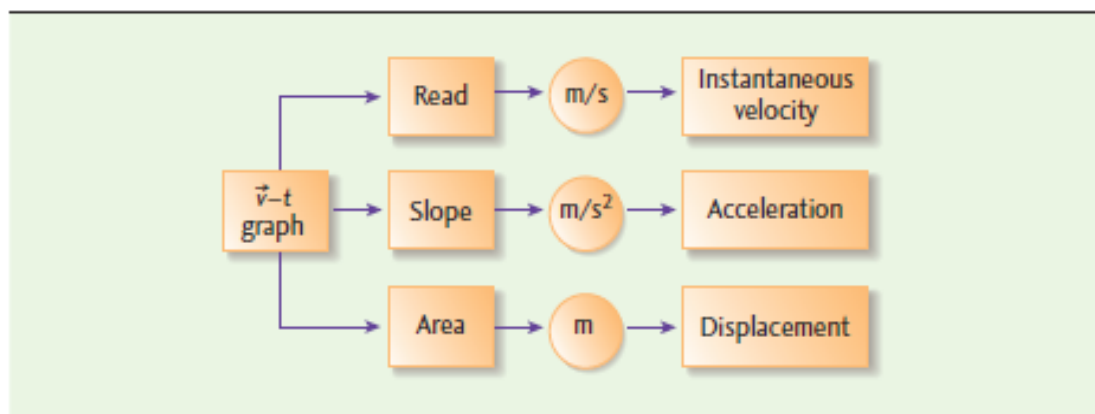 Read
m/s
Instantaneous
velocity
v⃗–t
graph
Slope
m/s²
Acceleration
Area
m
Displacement